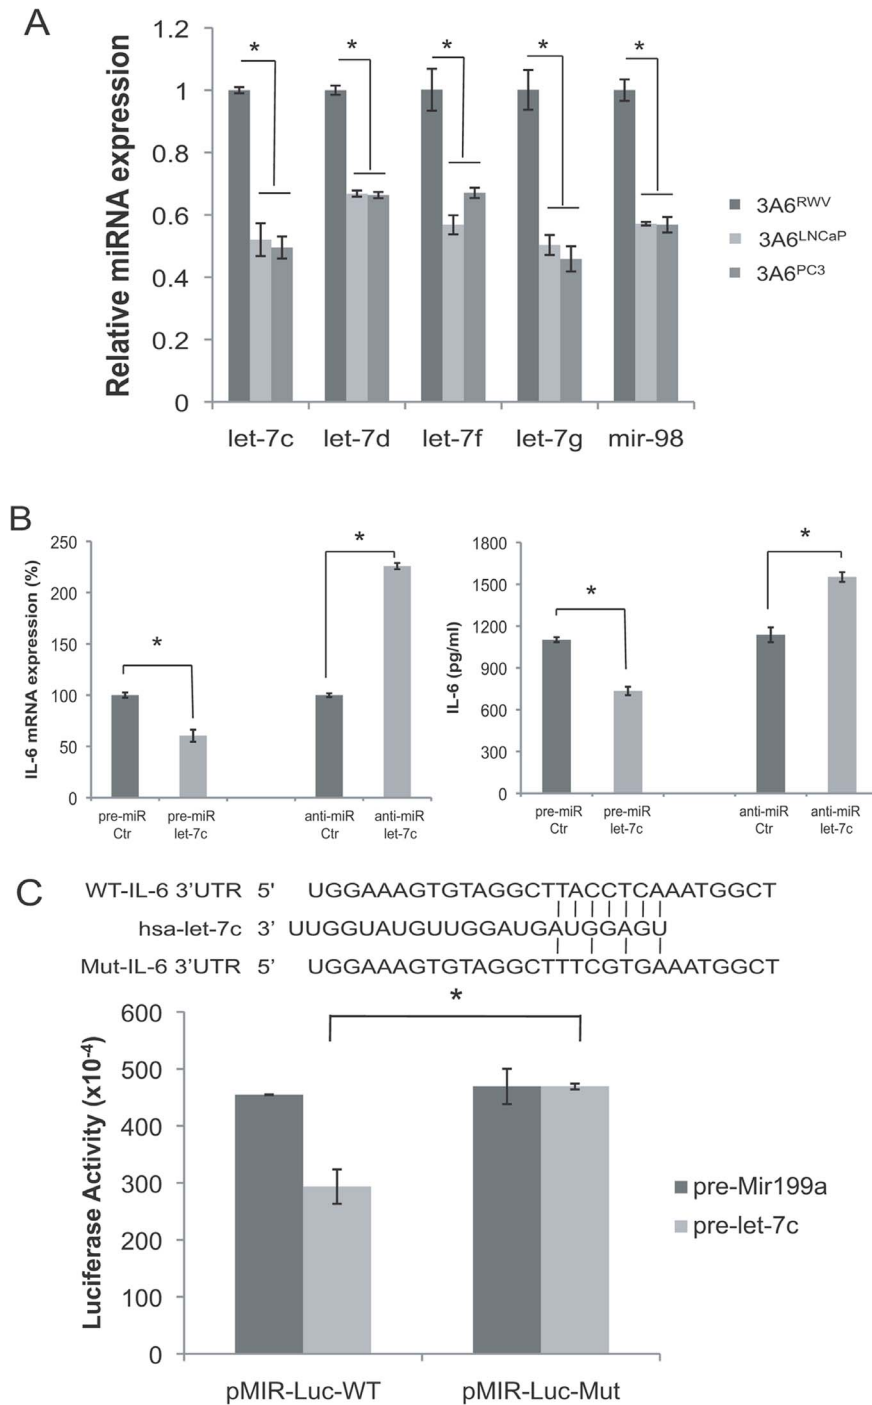 A
Relative miRNA expression
1.2
1
0.8
0.6
0.4
0.2
0
* * * * *
let-7c let-7d let-7f let-7g mir-98
3A6RWV
3A6LNCaP
3A6PC3
B
IL-6 mRNA expression (%)
250
200
150
100
50
0
* *
pre-miR Ctr
pre-miR let-7c
anti-miR Ctr
anti-miR let-7c
IL-6 (pg/ml)
1800
1500
1200
900
600
300
0
* *
pre-miR Ctr
pre-miR let-7c
anti-miR Ctr
anti-miR let-7c
C
WT-IL-6 3’UTR 5' UGGAAAGTGTAGGCTTACCTCAAATGGCT
hsa-let-7c 3’ UUGGUAUGUUGGAUGAUGGAGU
Mut-IL-6 3’UTR 5’ UGGAAAGTGTAGGCTTTCGTGAAATGGCT
Luciferase Activity (x10-4)
600
500
400
300
200
100
0
*
pMIR-Luc-WT pMIR-Luc-Mut
pre-Mir199a
pre-let-7c